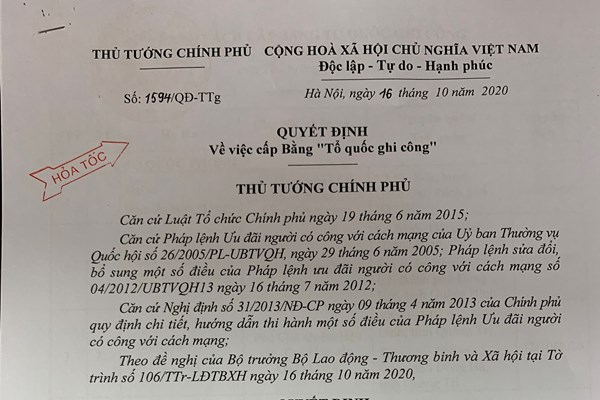 THỦ TƯỚNG CHÍNH PHỦ
CỘNG HOÀ XÃ HỘI CHỦ NGHĨA VIỆT NAM
Độc lập - Tự do - Hạnh phúc
Số: 1594/QĐ-TTg
Hà Nội, ngày 16 tháng 10 năm 2020
HỎA TỐC
QUYẾT ĐỊNH
Về việc cấp Bằng "Tổ quốc ghi công"
THỦ TƯỚNG CHÍNH PHỦ
Căn cứ Luật Tổ chức Chính phủ ngày 19 tháng 6 năm 2015;
Căn cứ Pháp lệnh Ưu đãi người có công với cách mạng của Uỷ ban Thường vụ
Quốc hội số 26/2005/PL-UBTVQH, ngày 29 tháng 6 năm 2005; Pháp lệnh sửa đổi,
bổ sung một số điều của Pháp lệnh ưu đãi người có công với cách mạng số
04/2012/UBTVQH13 ngày 16 tháng 7 năm 2012;
Căn cứ Nghị định số 31/2013/NĐ-CP ngày 09 tháng 4 năm 2013 của Chính phủ
quy định chi tiết, hướng dẫn thi hành một số điều của Pháp lệnh Ưu đãi người
có công với cách mạng;
Theo đề nghị của Bộ trưởng Bộ Lao động - Thương binh và Xã hội tại Tờ
trình số 106/TTr-LĐTBXH ngày 16 tháng 10 năm 2020,